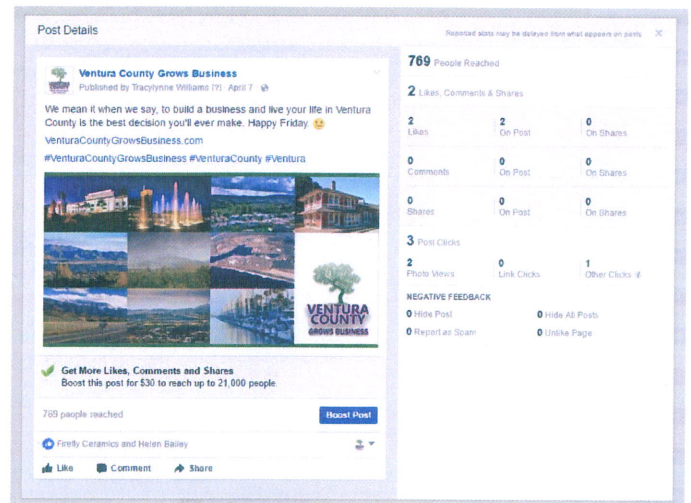 Post Details
Reported stats may be delayed from what appears on posts
Ventura County Grows Business
Published by Tracylynne Williams [?] · April 7
We mean it when we say, to build a business and live your life in Ventura
County is the best decision you'll ever make. Happy Friday. 😉
VenturaCountyGrowsBusiness.com
#VenturaCountyGrowsBusiness #VenturaCounty #Ventura
VENTURA
COUNTY
GROWS BUSINESS
Get More Likes, Comments and Shares
Boost this post for $30 to reach up to 21,000 people.
769 people reached
Boost Post
Firefly Ceramics and Helen Bailey
Like Comment Share
769 People Reached
2 Likes, Comments & Shares
2 2 0
Likes On Post On Shares
0 0 0
Comments On Post On Shares
0 0 0
Shares On Post On Shares
3 Post Clicks
2 0 1
Photo Views Link Clicks Other Clicks
NEGATIVE FEEDBACK
0 Hide Post 0 Hide All Posts
0 Report as Spam 0 Unlike Page